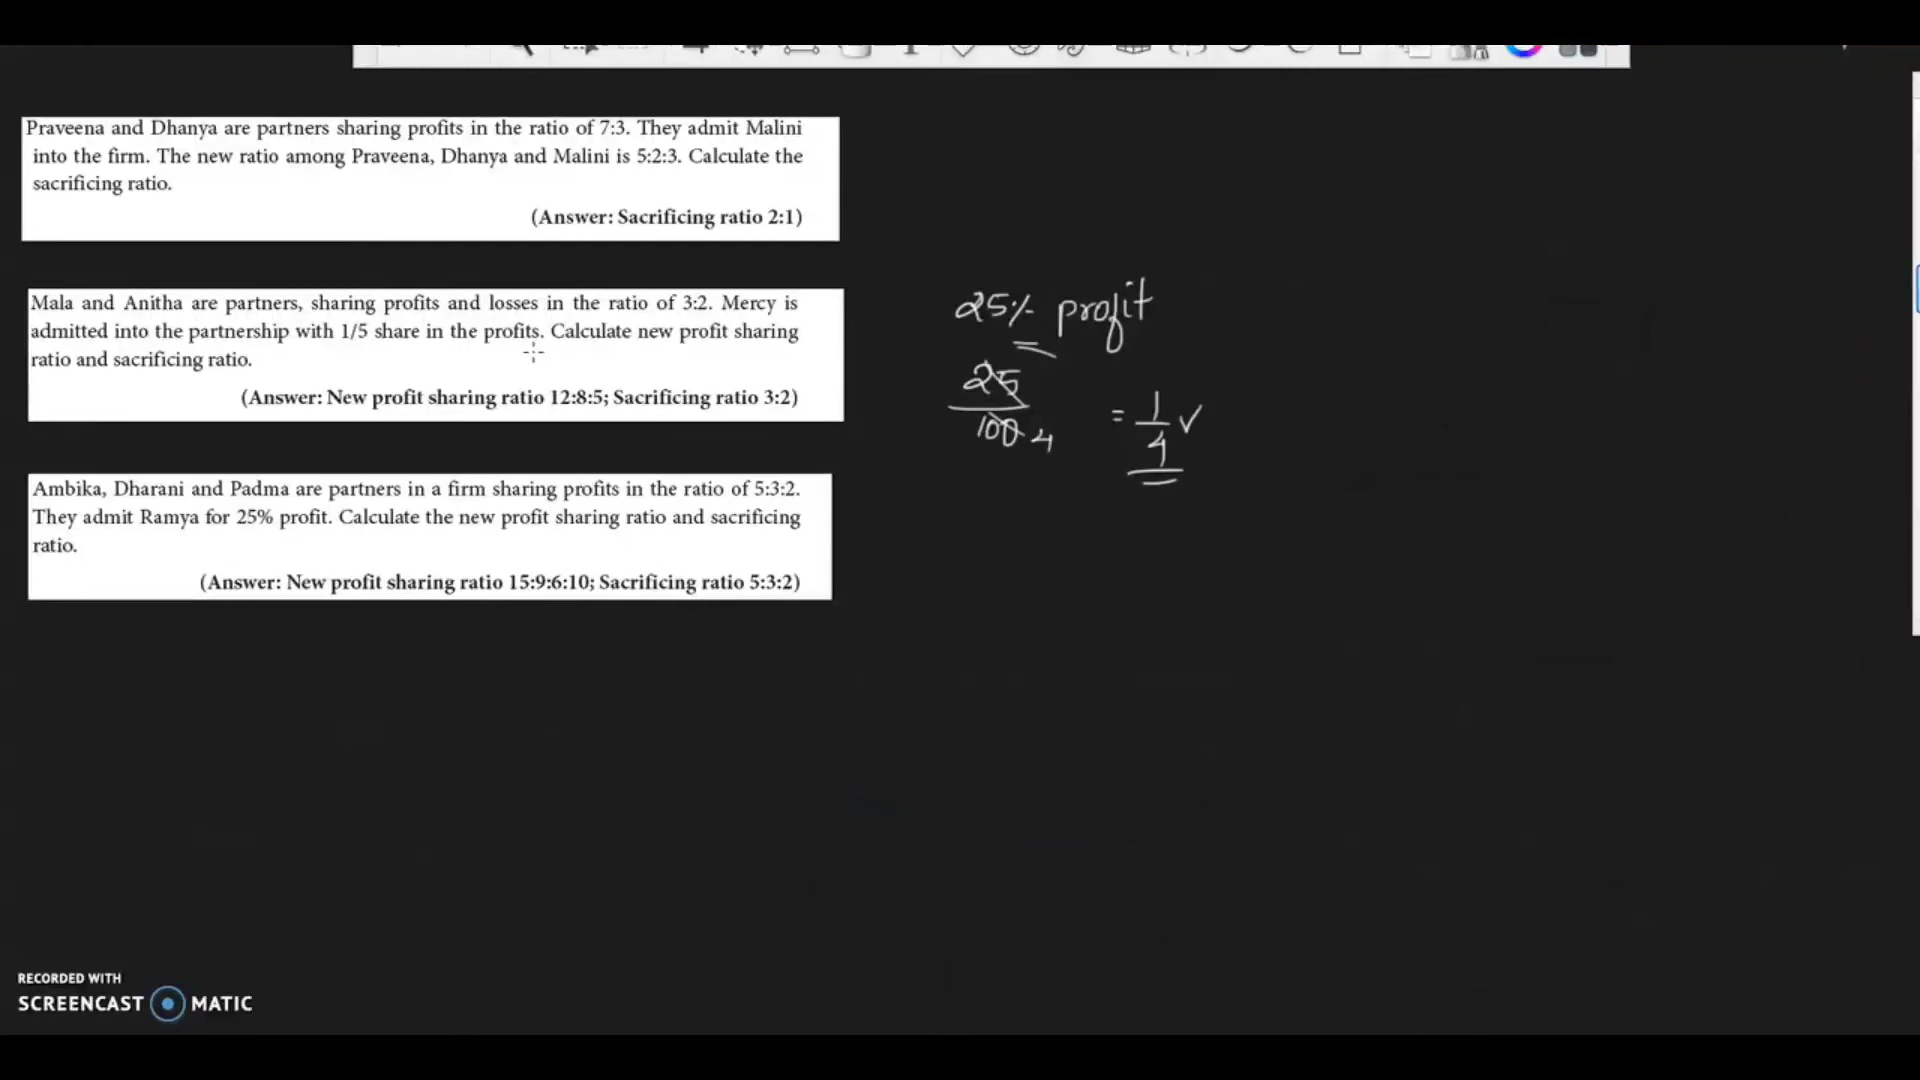 Praveena and Dhanya are partners sharing profits in the ratio of 7:3. They admit Malini
into the firm. The new ratio among Praveena, Dhanya and Malini is 5:2:3. Calculate the
sacrificing ratio.
(Answer: Sacrificing ratio 2:1)
Mala and Anitha are partners, sharing profits and losses in the ratio of 3:2. Mercy is
admitted into the partnership with 1/5 share in the profits. Calculate new profit sharing
ratio and sacrificing ratio.
(Answer: New profit sharing ratio 12:8:5; Sacrificing ratio 3:2)
Ambika, Dharani and Padma are partners in a firm sharing profits in the ratio of 5:3:2.
They admit Ramya for 25% profit. Calculate the new profit sharing ratio and sacrificing
ratio.
(Answer: New profit sharing ratio 15:9:6:10; Sacrificing ratio 5:3:2)
25% profit
25
100 4
= 1 ✓
4
RECORDED WITH
SCREENCAST MATIC